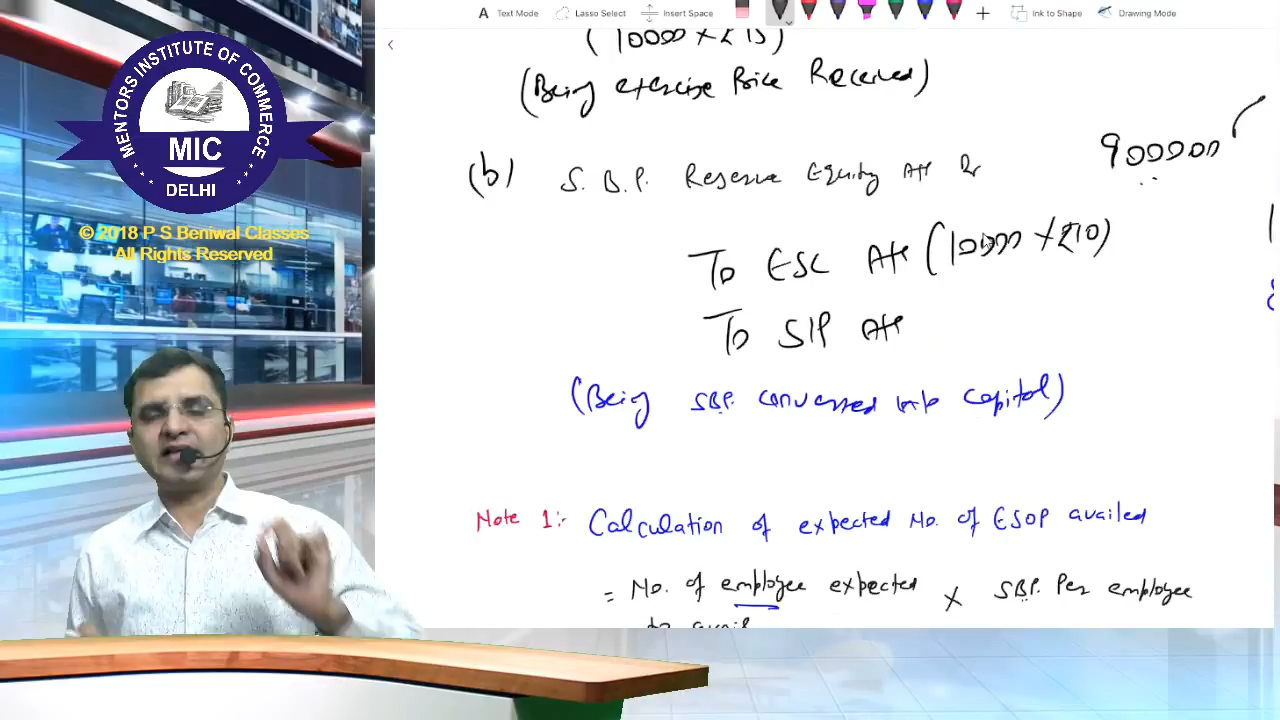 Text Mode Lasso Select Insert Space Ink to Shape Drawing Mode
MENTORS INSTITUTE OF COMMERCE
MIC
DELHI
© 2018 P S Beniwal Classes
All Rights Reserved
(Being exercise Price Received)
(b) S.B.P. Reserve Equity A/c Dr 900000
To ESC A/c (10000 × ₹10)
To SIP A/c
(Being SBP. converted into capital)
Note 1:- Calculation of expected No. of ESOP availed
= No. of employee expected × SBP. Per employee
to avail